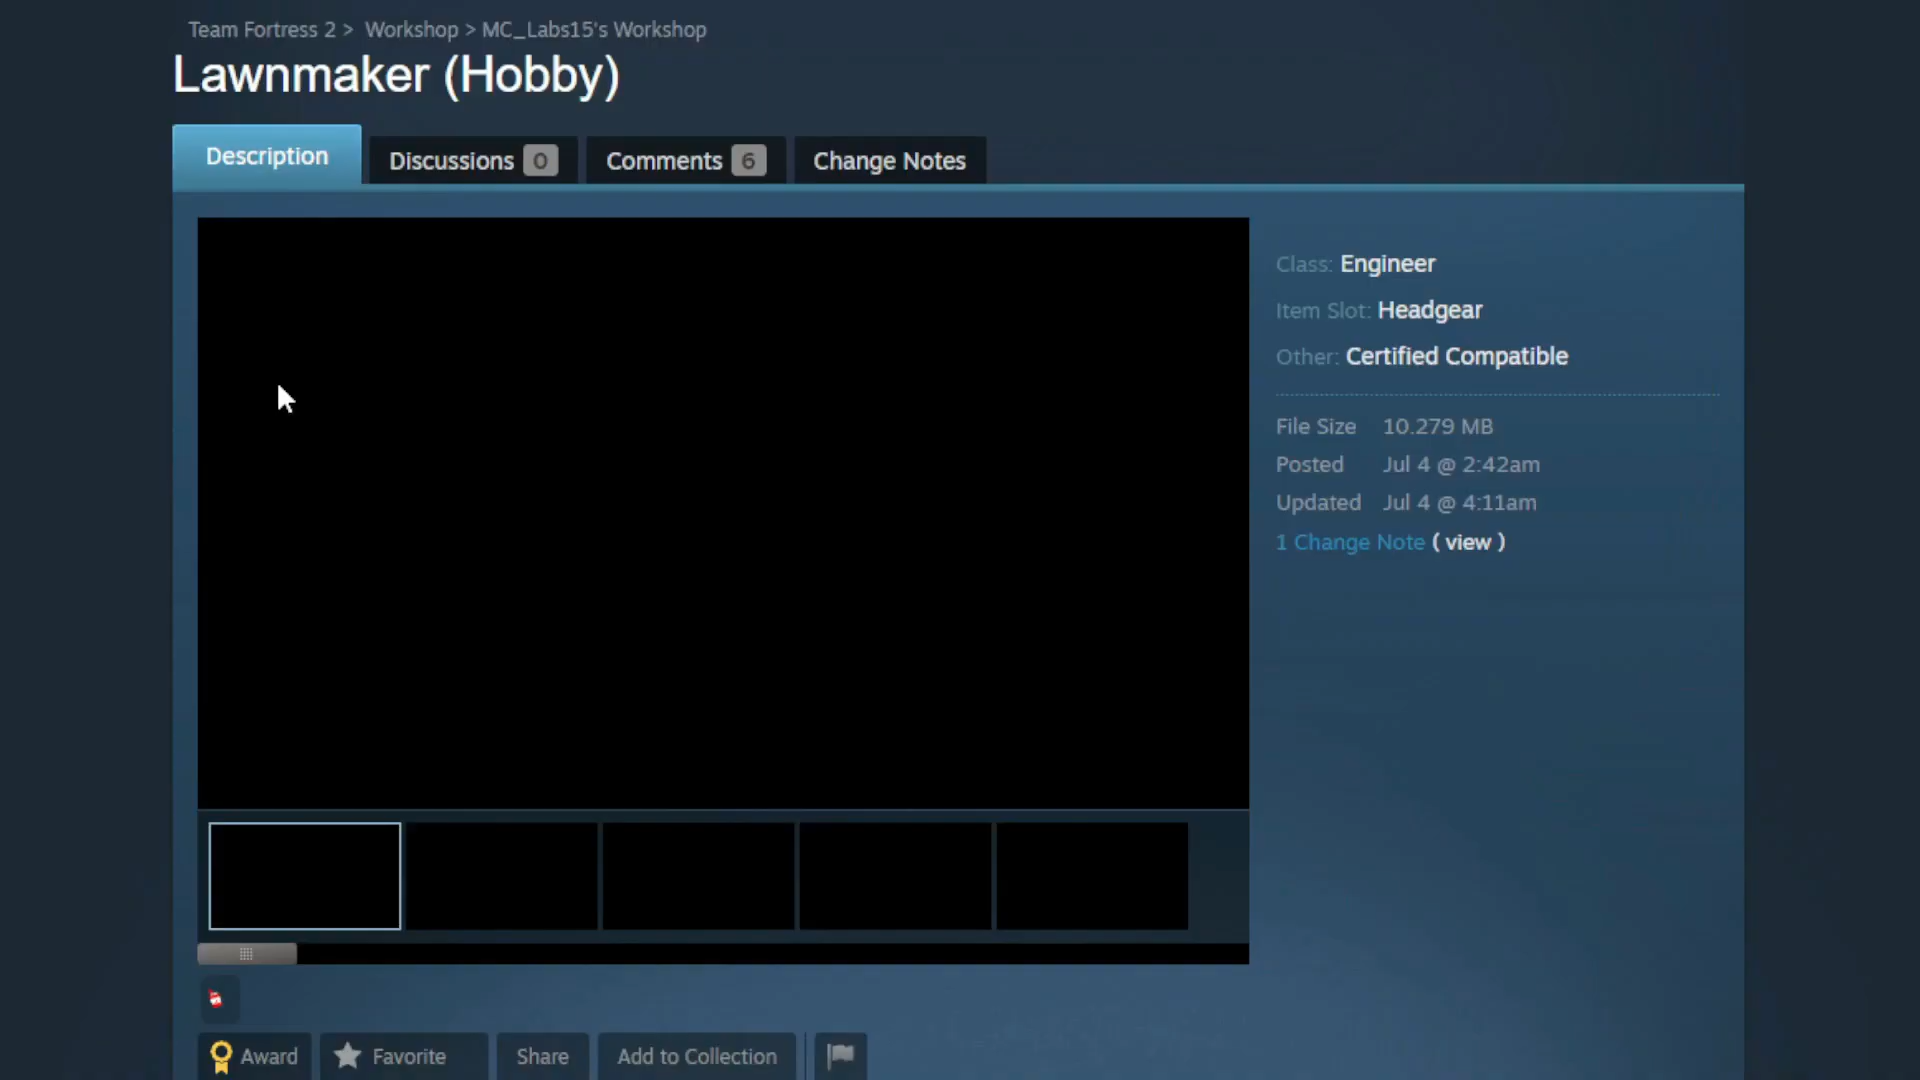 Team Fortress 2 > Workshop > MC_Labs15's Workshop
Lawnmaker (Hobby)
Description
Discussions 0
Comments 6
Change Notes
Class: Engineer
Item Slot: Headgear
Other: Certified Compatible
File Size 10.279 MB
Posted Jul 4 @ 2:42am
Updated Jul 4 @ 4:11am
1 Change Note ( view )
Award
Favorite
Share
Add to Collection